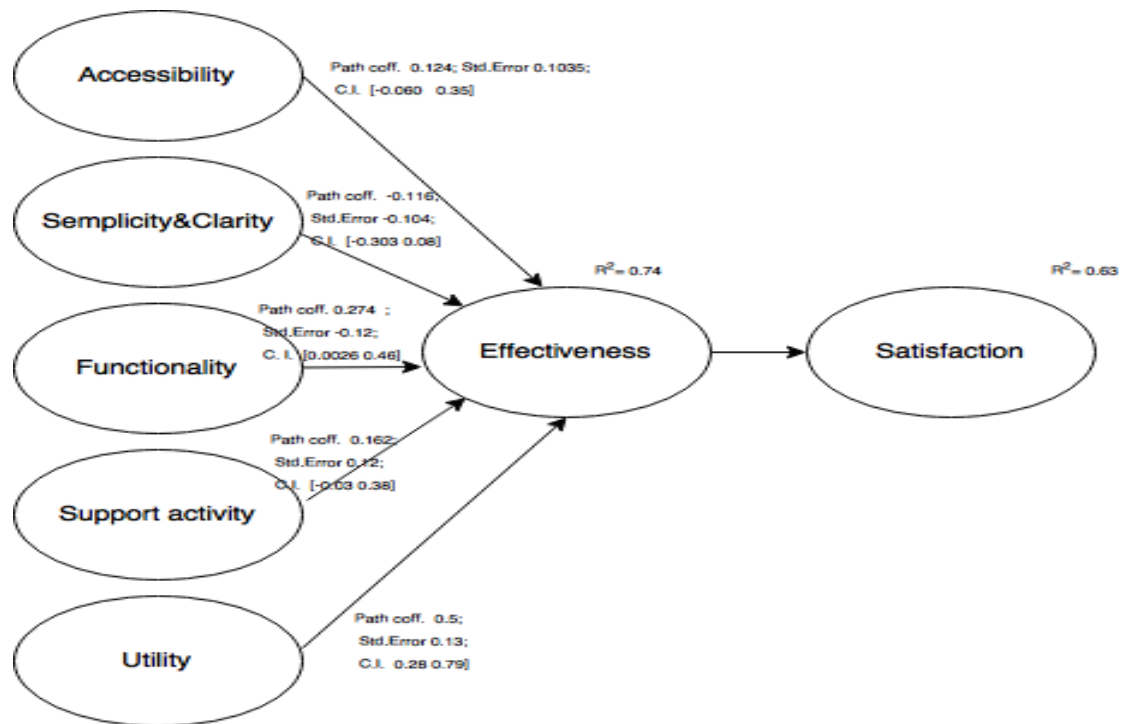 Accessibility
Path coff. 0.124; Std.Error 0.1035;
C.I. [-0.060 0.35]
Semplicity&Clarity
Path coff. -0.116;
Std.Error -0.104;
C.I. [-0.303 0.08]
R²= 0.74
R²= 0.63
Functionality
Path coff. 0.274 ;
Std.Error -0.12;
C. I. [0.0026 0.46]
Effectiveness
Satisfaction
Support activity
Path coff. 0.162;
Std.Error 0.12;
C.I. [-0.03 0.38]
Utility
Path coff. 0.5;
Std.Error 0.13;
C.I. 0.28 0.79]